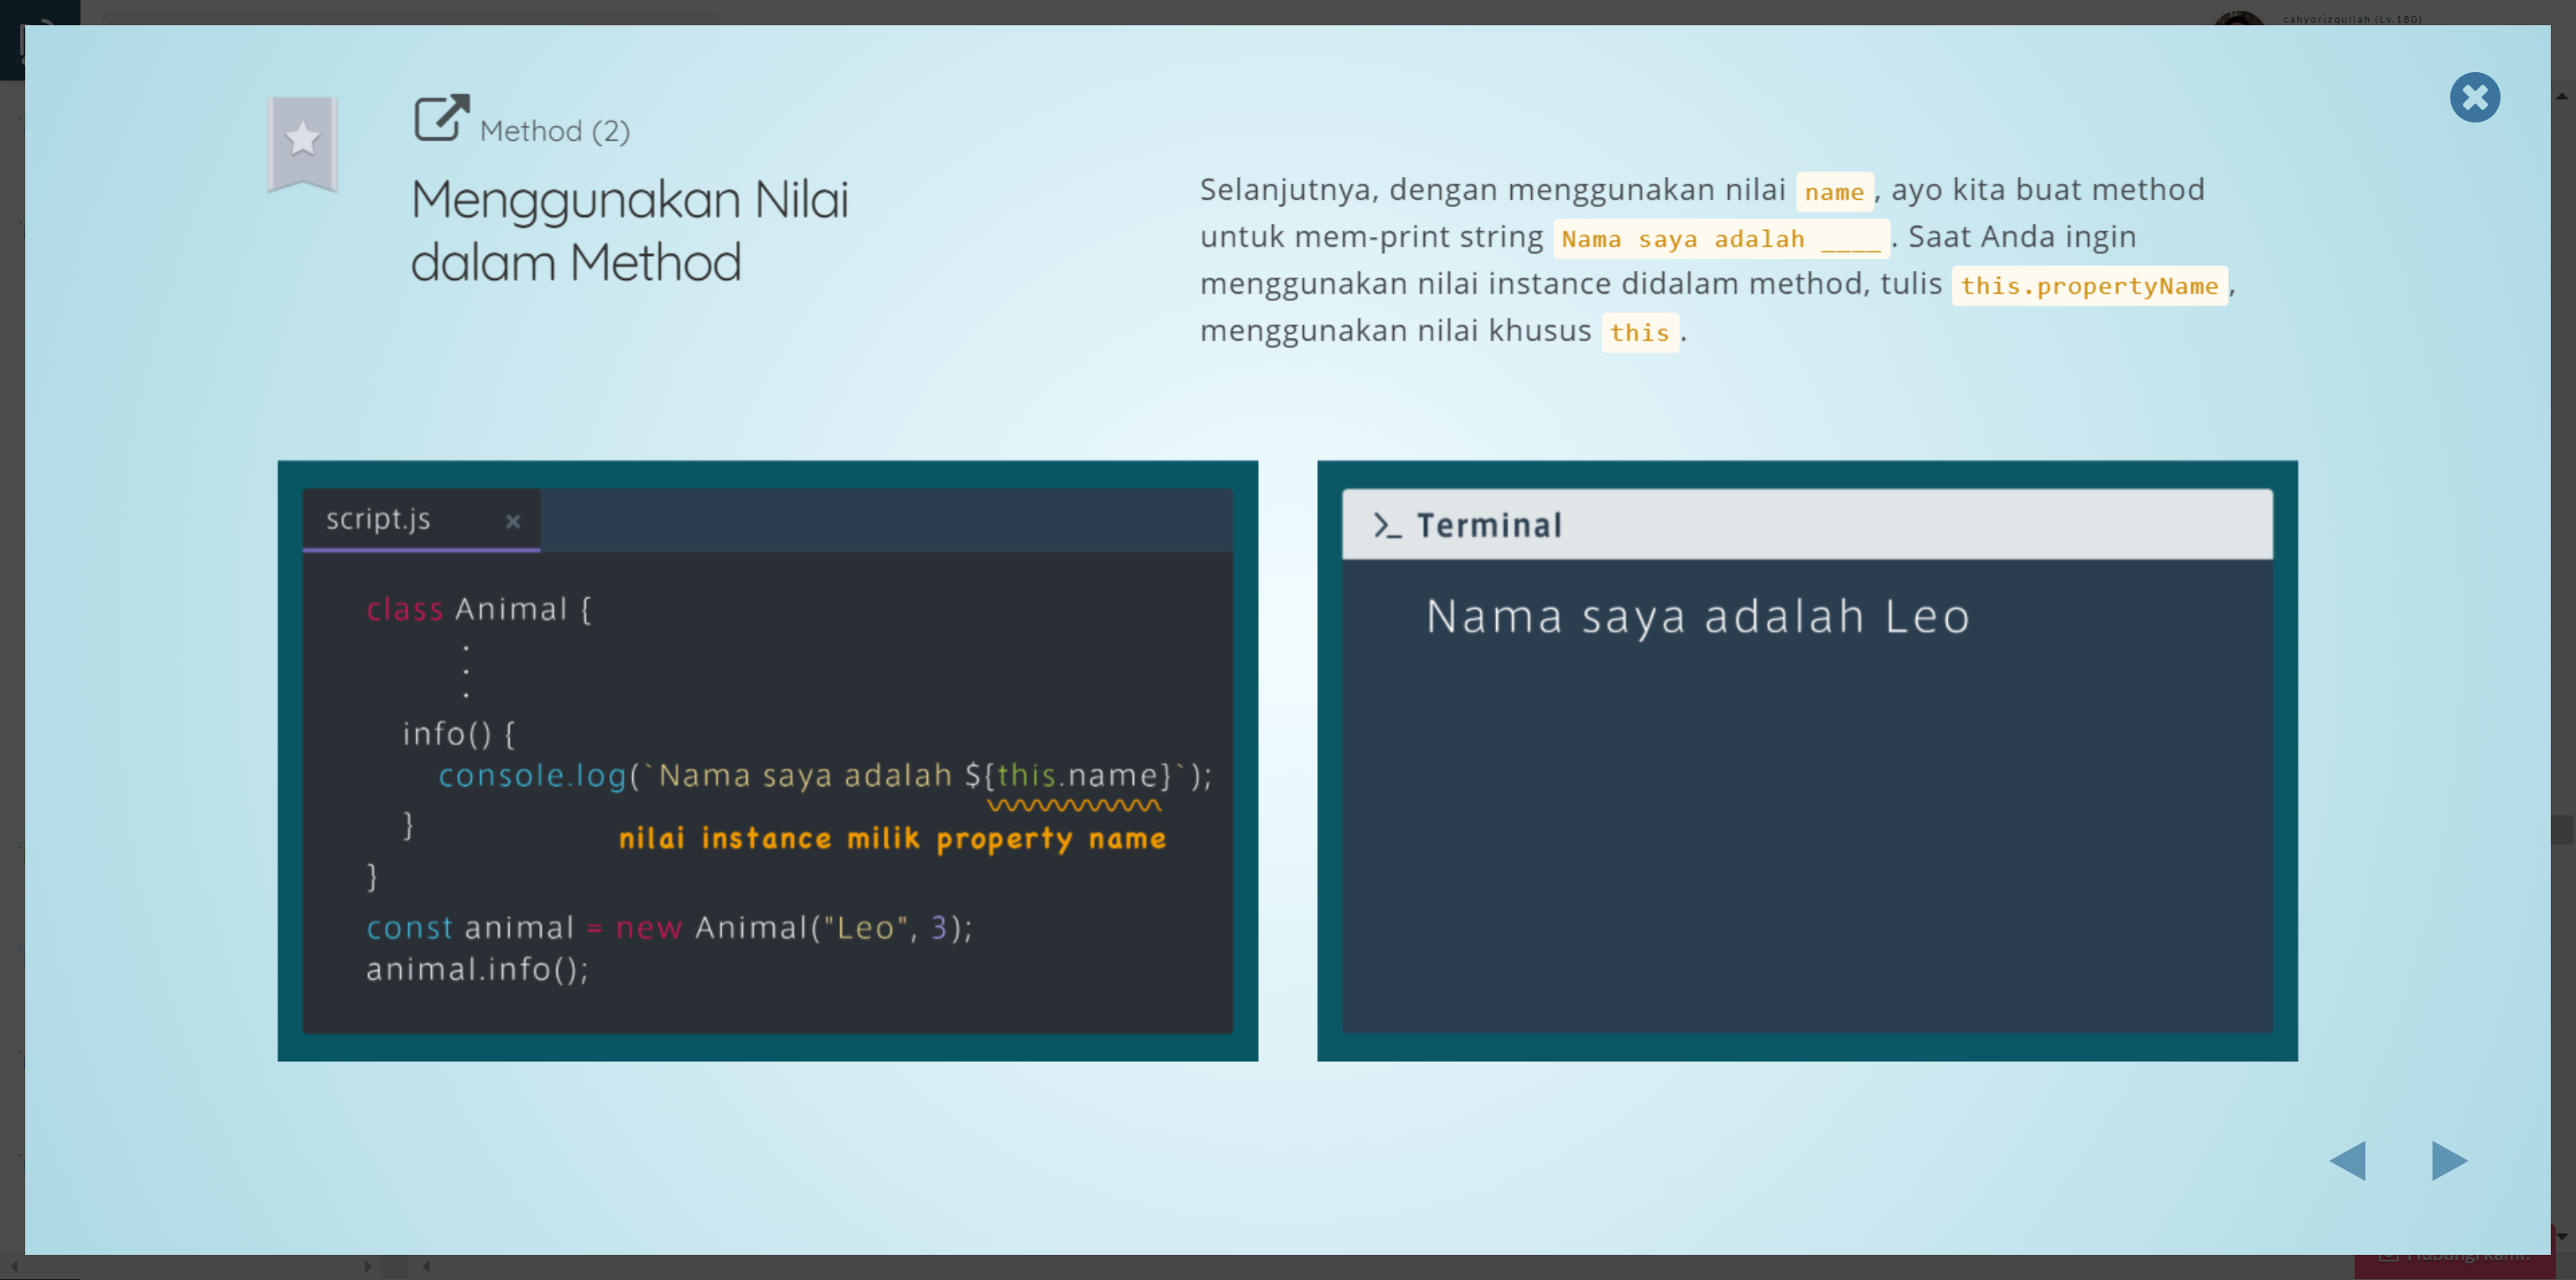 cahyorizqullah (Lv.180)
Method (2)
Menggunakan Nilai
dalam Method
Selanjutnya, dengan menggunakan nilai name, ayo kita buat method
untuk mem-print string Nama saya adalah ____. Saat Anda ingin
menggunakan nilai instance didalam method, tulis this.propertyName,
menggunakan nilai khusus this.
script.js
class Animal {
info() {
console.log(`Nama saya adalah ${this.name}`);
}
nilai instance milik property name
}
const animal = new Animal("Leo", 3);
animal.info();
>_ Terminal
Nama saya adalah Leo